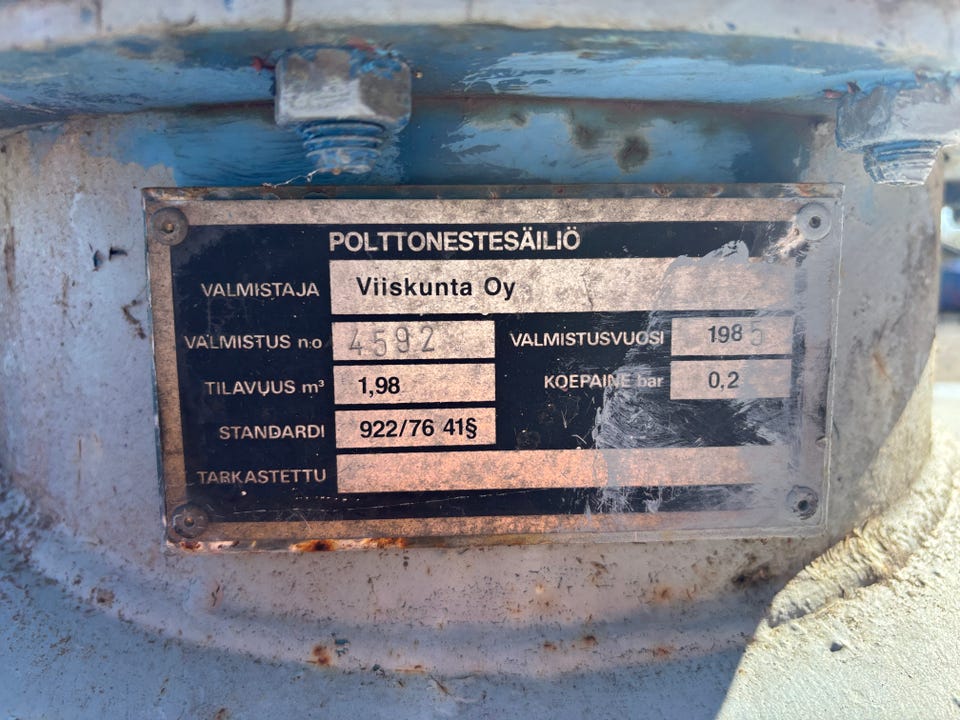 POLTTONESTESÄILIÖ
VALMISTAJA Viiskunta Oy
VALMISTUS n:o 4592 VALMISTUSVUOSI 1985
TILAVUUS m³ 1,98 KOEPAINE bar 0,2
STANDARDI 922/76 41§
TARKASTETTU